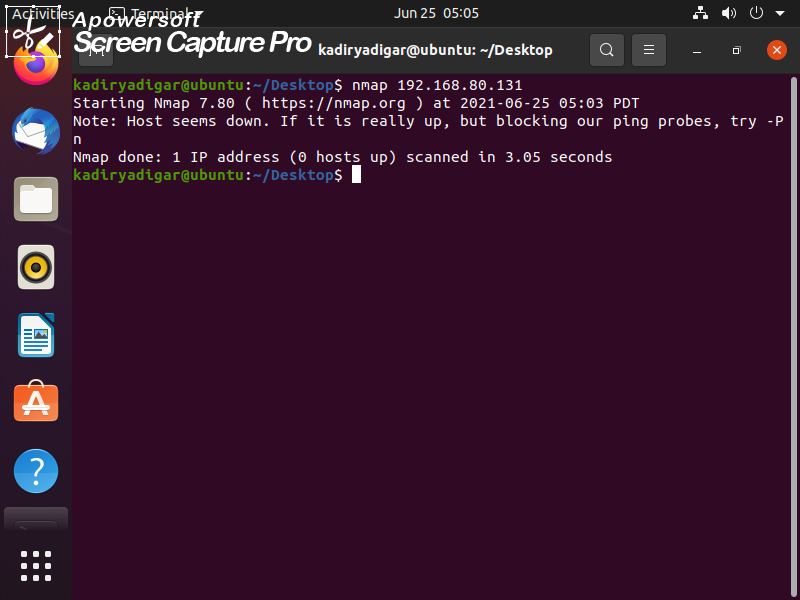 Activities
Terminal
Jun 25 05:05
Apowersoft
Screen Capture Pro
kadiryadigar@ubuntu: ~/Desktop
kadiryadigar@ubuntu:~/Desktop$ nmap 192.168.80.131
Starting Nmap 7.80 ( https://nmap.org ) at 2021-06-25 05:03 PDT
Note: Host seems down. If it is really up, but blocking our ping probes, try -P
n
Nmap done: 1 IP address (0 hosts up) scanned in 3.05 seconds
kadiryadigar@ubuntu:~/Desktop$